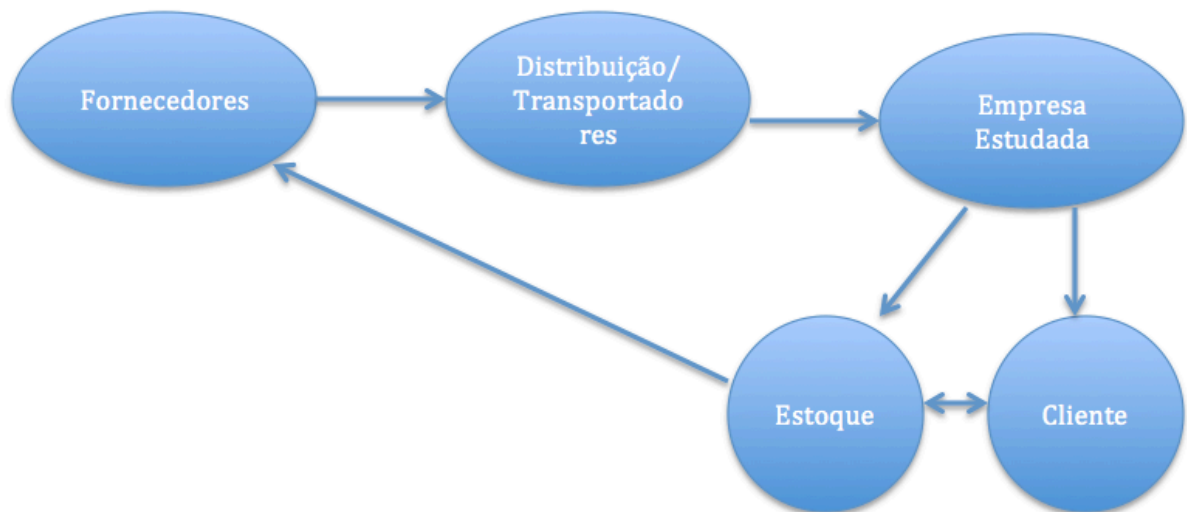 Fornecedores
Distribuição/
Transportado
res
Empresa
Estudada
Estoque
Cliente